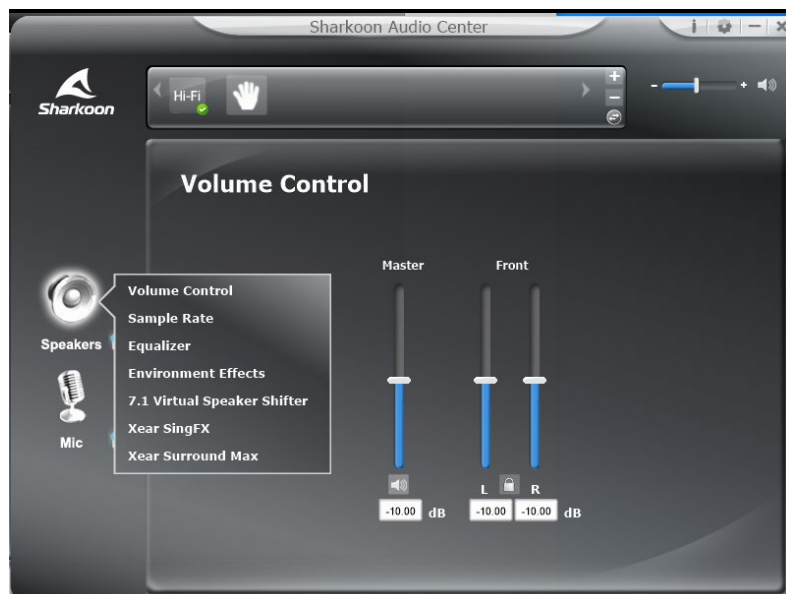 Sharkoon Audio Center
Sharkoon
Hi-Fi
Volume Control
Master
Front
Speakers
Volume Control
Sample Rate
Equalizer
Environment Effects
7.1 Virtual Speaker Shifter
Xear SingFX
Xear Surround Max
Mic
L
R
-10.00 dB
-10.00 -10.00 dB